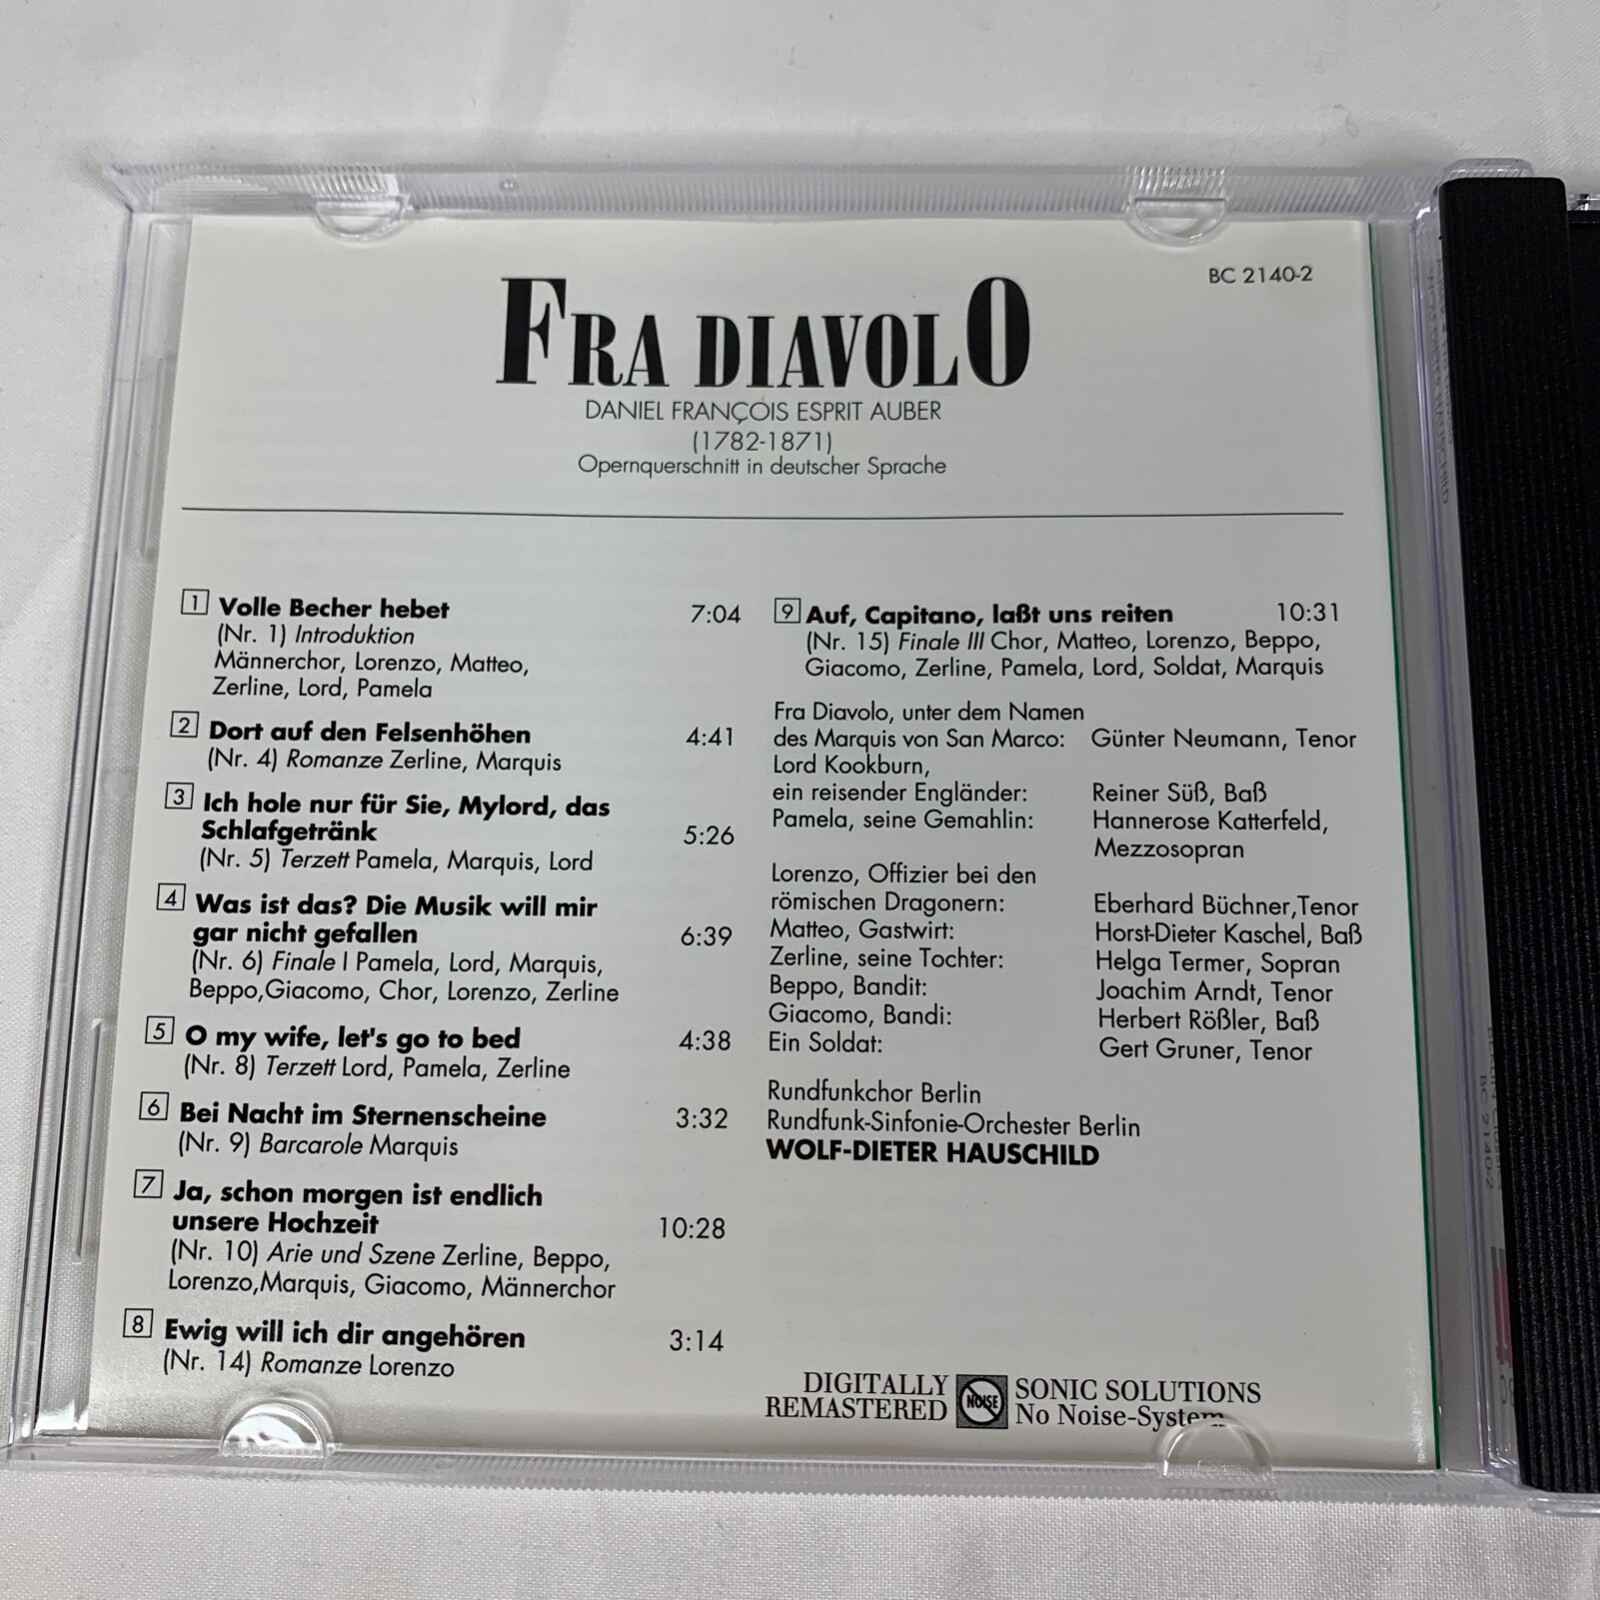 BC 2140-2
FRA DIAVOLO
DANIEL FRANÇOIS ESPRIT AUBER
(1782-1871)
Opernquerschnitt in deutscher Sprache
1 Volle Becher hebet 7:04
(Nr. 1) Introduktion
Männerchor, Lorenzo, Matteo,
Zerline, Lord, Pamela
2 Dort auf den Felsenhöhen 4:41
(Nr. 4) Romanze Zerline, Marquis
3 Ich hole nur für Sie, Mylord, das
Schlafgetränk 5:26
(Nr. 5) Terzett Pamela, Marquis, Lord
4 Was ist das? Die Musik will mir
gar nicht gefallen 6:39
(Nr. 6) Finale I Pamela, Lord, Marquis,
Beppo,Giacomo, Chor, Lorenzo, Zerline
5 O my wife, let's go to bed 4:38
(Nr. 8) Terzett Lord, Pamela, Zerline
6 Bei Nacht im Sternenscheine 3:32
(Nr. 9) Barcarole Marquis
7 Ja, schon morgen ist endlich
unsere Hochzeit 10:28
(Nr. 10) Arie und Szene Zerline, Beppo,
Lorenzo,Marquis, Giacomo, Männerchor
8 Ewig will ich dir angehören 3:14
(Nr. 14) Romanze Lorenzo
9 Auf, Capitano, laßt uns reiten 10:31
(Nr. 15) Finale III Chor, Matteo, Lorenzo, Beppo,
Giacomo, Zerline, Pamela, Lord, Soldat, Marquis
Fra Diavolo, unter dem Namen
des Marquis von San Marco: Günter Neumann, Tenor
Lord Kookburn,
ein reisender Engländer: Reiner Süß, Baß
Pamela, seine Gemahlin: Hannerose Katterfeld,
Mezzosopran
Lorenzo, Offizier bei den
römischen Dragonern: Eberhard Büchner,Tenor
Matteo, Gastwirt: Horst-Dieter Kaschel, Baß
Zerline, seine Tochter: Helga Termer, Sopran
Beppo, Bandit: Joachim Arndt, Tenor
Giacomo, Bandi: Herbert Rößler, Baß
Ein Soldat: Gert Gruner, Tenor
Rundfunkchor Berlin
Rundfunk-Sinfonie-Orchester Berlin
WOLF-DIETER HAUSCHILD
DIGITALLY REMASTERED
NOISE
SONIC SOLUTIONS
No Noise-System
BC 2140-2